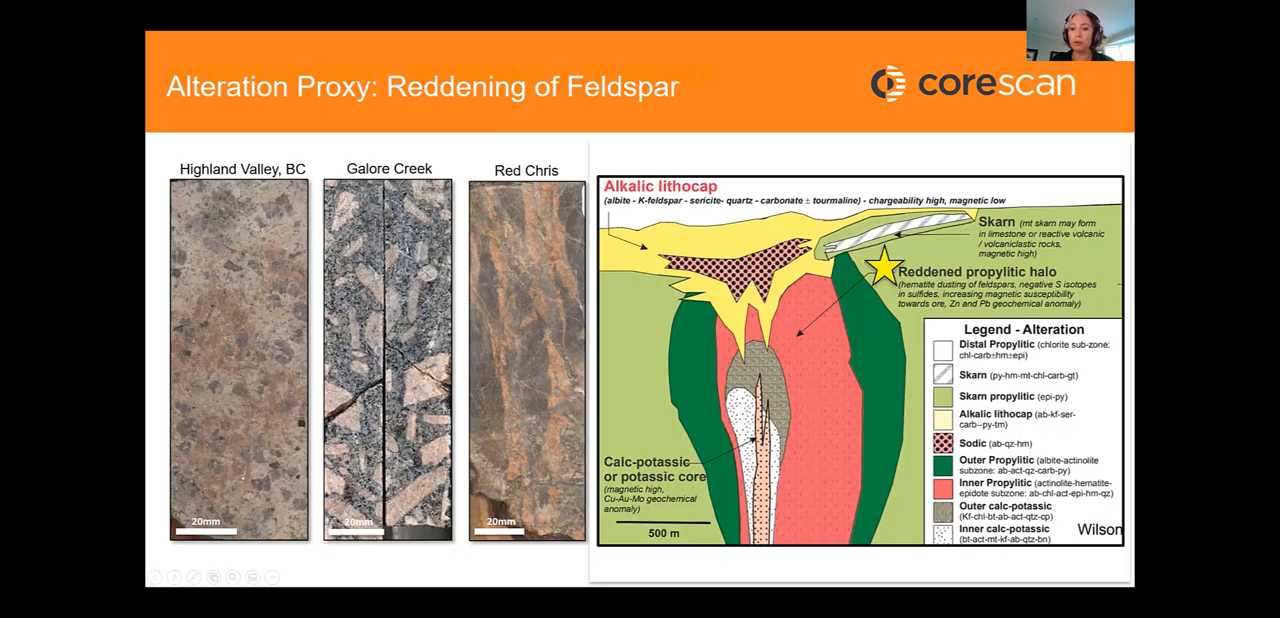 Alteration Proxy: Reddening of Feldspar
corescan
Highland Valley, BC
Galore Creek
Red Chris
20mm
20mm
20mm
Alkalic lithocap
(albite - K-feldspar - sericite- quartz - carbonate ± tourmaline) - chargeability high, magnetic low
Skarn (mt skarn may form
in limestone or reactive volcanic
/ volcaniclastic rocks,
magnetic high)
Reddened propylitic halo
(hematite dusting of feldspars, negative S isotopes
in sulfides, increasing magnetic susceptibility
towards ore, Zn and Pb geochemical anomaly)
Calc-potassic
or potassic core
(magnetic high,
Cu-Au-Mo geochemical
anomaly)
500 m
Legend - Alteration
Distal Propylitic (chlorite sub-zone:
chl-carb±hm±epi)
Skarn (py-hm-mt-chl-carb-gt)
Skarn propylitic (epi-py)
Alkalic lithocap (ab-kf-ser-
carb--py-tm)
Sodic (ab-qz-hm)
Outer Propylitic (albite-actinolite
subzone: ab-act-qz-carb-py)
Inner Propylitic (actinolite-hematite-
epidote subzone: ab-chl-act-epi-hm-qz)
Outer calc-potassic
(Kf-chl-bt-ab-act-qtz-cp)
Inner calc-potassic
(bt-act-mt-kf-ab-qtz-bn)
Wilson